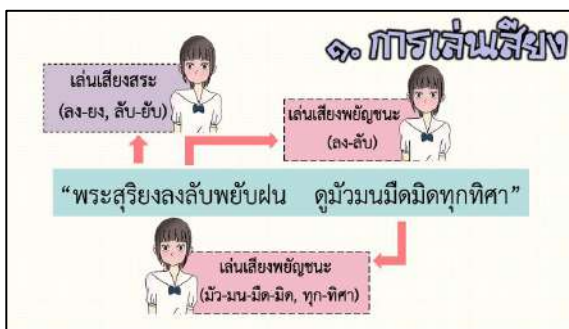 ๑. การเล่นเสียง
เล่นเสียงสระ
(ลง-ยง, ลับ-ยับ)
เล่นเสียงพยัญชนะ
(ลง-ลับ)
“พระสุริยงลงลับพยับฝน ดูมัวมนมืดมิดทุกทิศา”
เล่นเสียงพยัญชนะ
(มัว-มน-มืด-มิด, ทุก-ทิศา)